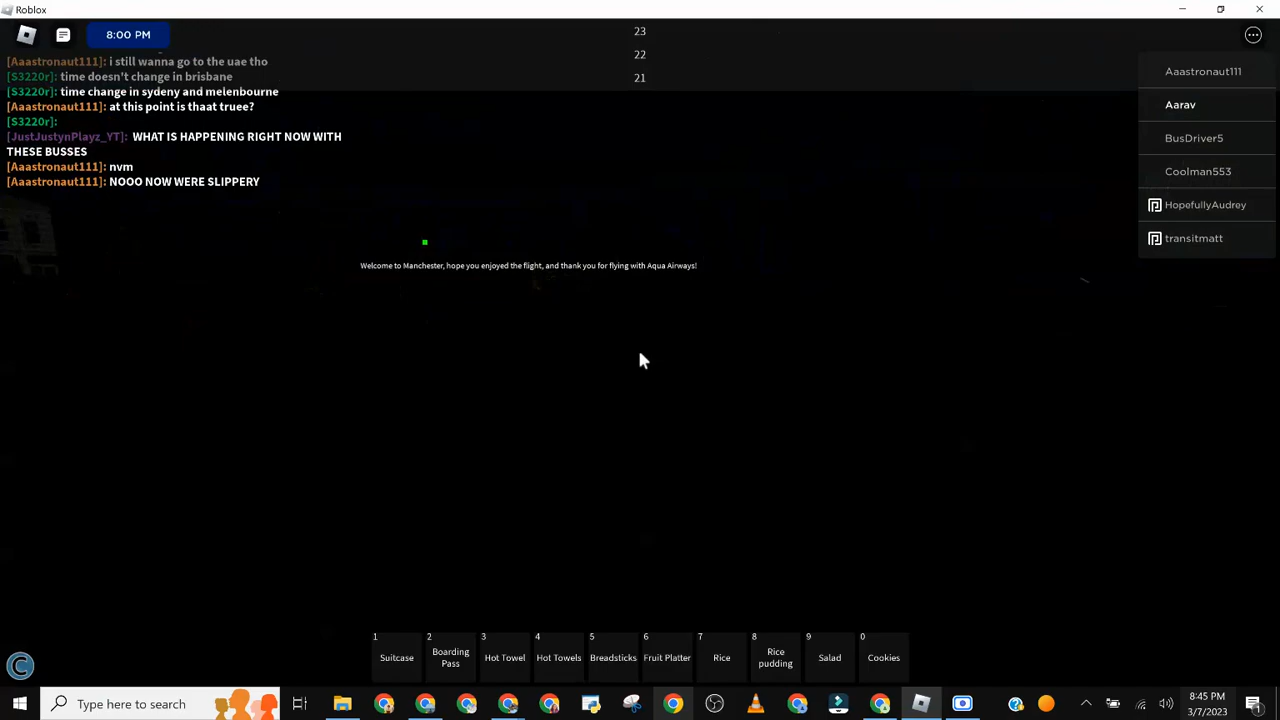 Roblox
8:00 PM
23
22
21
[Aaastronaut111]: i still wanna go to the uae tho
[S3220r]: time doesn't change in brisbane
[S3220r]: time change in sydeny and melenbourne
[Aaastronaut111]: at this point is thaat truee?
[S3220r]:
[JustJustynPlayz_YT]: WHAT IS HAPPENING RIGHT NOW WITH
THESE BUSSES
[Aaastronaut111]: nvm
[Aaastronaut111]: NOOO NOW WERE SLIPPERY
Aaastronaut111
Aarav
BusDriver5
Coolman553
HopefullyAudrey
transitmatt
Welcome to Manchester, hope you enjoyed the flight, and thank you for flying with Aqua Airways!
1 Suitcase
2 Boarding
Pass
3 Hot Towel
4 Hot Towels
5 Breadsticks
6 Fruit Platter
7 Rice
8 Rice
pudding
9 Salad
0 Cookies
Type here to search
8:45 PM
3/7/2023
1